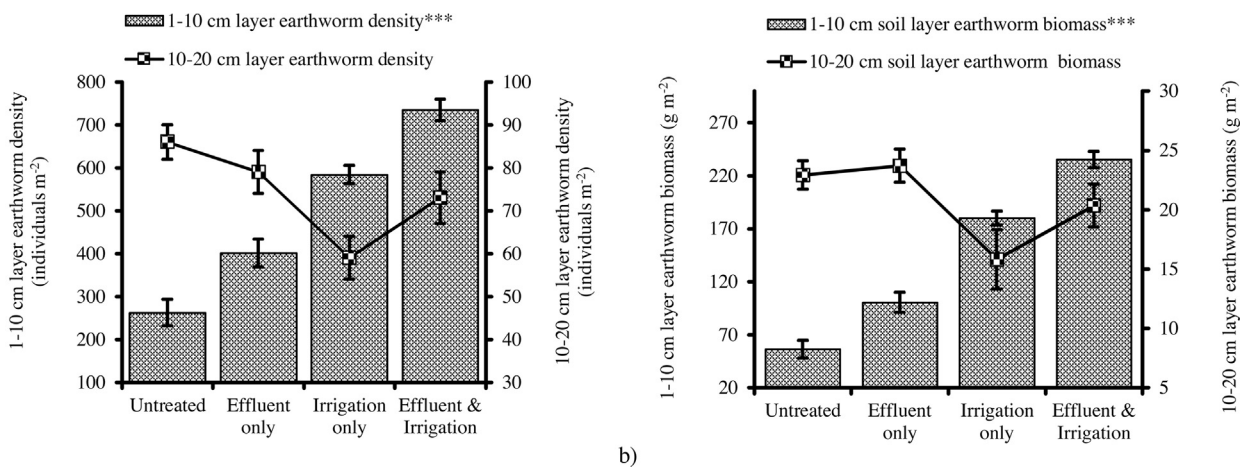 1-10 cm layer earthworm density***
10-20 cm layer earthworm density
1-10 cm layer earthworm density
(individuals m-2)
800
700
600
500
400
300
200
100
100
90
80
70
60
50
40
30
10-20 cm layer earthworm density
(individuals m-2)
Untreated
Effluent
only
Irrigation
only
Effluent &
Irrigation
1-10 cm soil layer earthworm biomass***
10-20 cm soil layer earthworm biomass
1-10 cm layer earthworm biomass (g m-2)
270
220
170
120
70
20
30
25
20
15
10
5
10-20 cm layer earthworm biomass (g m-2)
Untreated
Effluent
only
Irrigation
only
Effluent &
Irrigation
b)